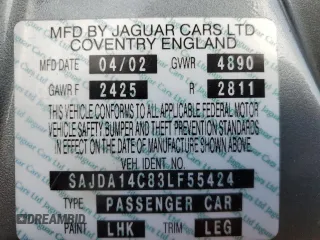 MFD BY JAGUAR CARS LTD
COVENTRY ENGLAND
MFD DATE 04/02 GVWR 4890
GAWR F 2425 R 2811
THIS VEHICLE CONFORMS TO ALL APPLICABLE FEDERAL MOTOR
VEHICLE SAFETY, BUMPER AND THEFT PREVENTION STANDARDS
IN EFFECT ON THE DATE OF MANUFACTURE SHOWN ABOVE.
VEH. IDENT No.
SAJDA14C83LF55424
TYPE PASSENGER CAR
PAINT LHK TRIM LEG
DREAMBID